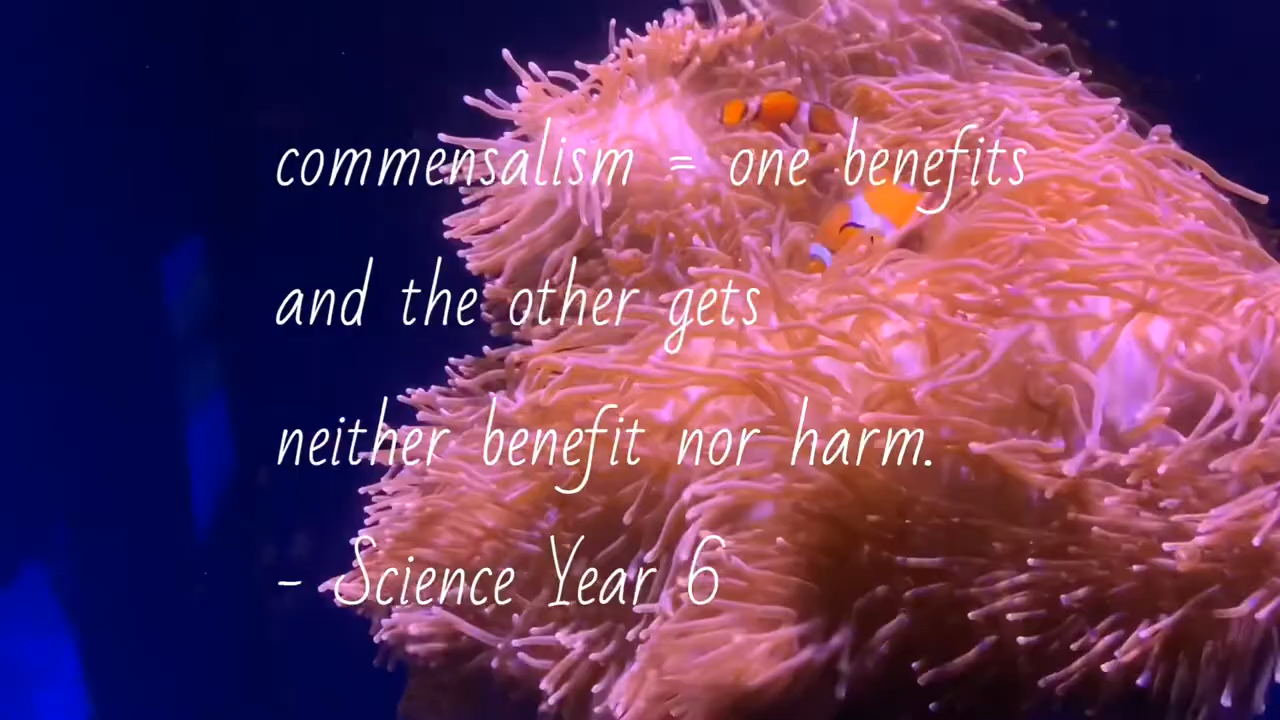 commensalism = one benefits
and the other gets
neither benefit nor harm.
- Science Year 6